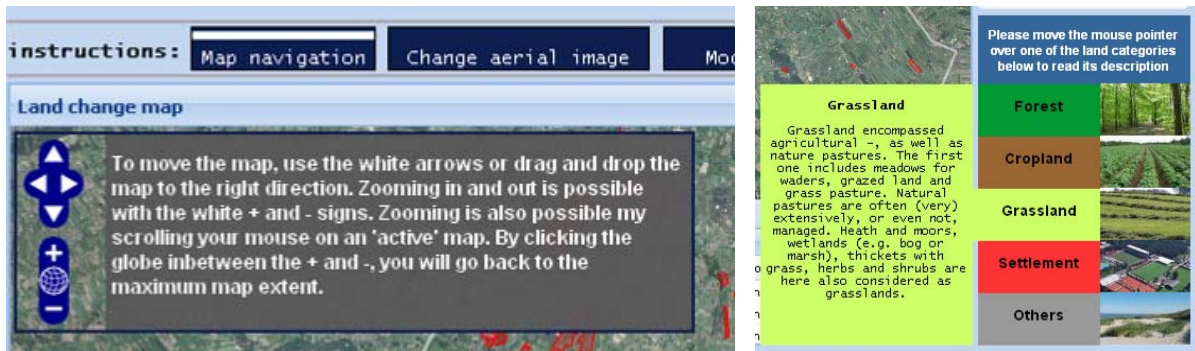 instructions:
Map navigation
Change aerial image
Land change map
To move the map, use the white arrows or drag and drop the
map to the right direction. Zooming in and out is possible
with the white + and - signs. Zooming is also possible my
scrolling your mouse on an 'active' map. By clicking the
globe inbetween the + and -, you will go back to the
maximum map extent.
Please move the mouse pointer
over one of the land categories
below to read its description
Grassland
Grassland encompassed
agricultural -, as well as
nature pastures. The first
one includes meadows for
waders, grazed land and
grass pasture. Natural
pastures are often (very)
extensively, or even not,
managed. Heath and moors,
wetlands (e.g. bog or
marsh), thickets with
grass, herbs and shrubs are
here also considered as
grasslands.
Forest
Cropland
Grassland
Settlement
Others